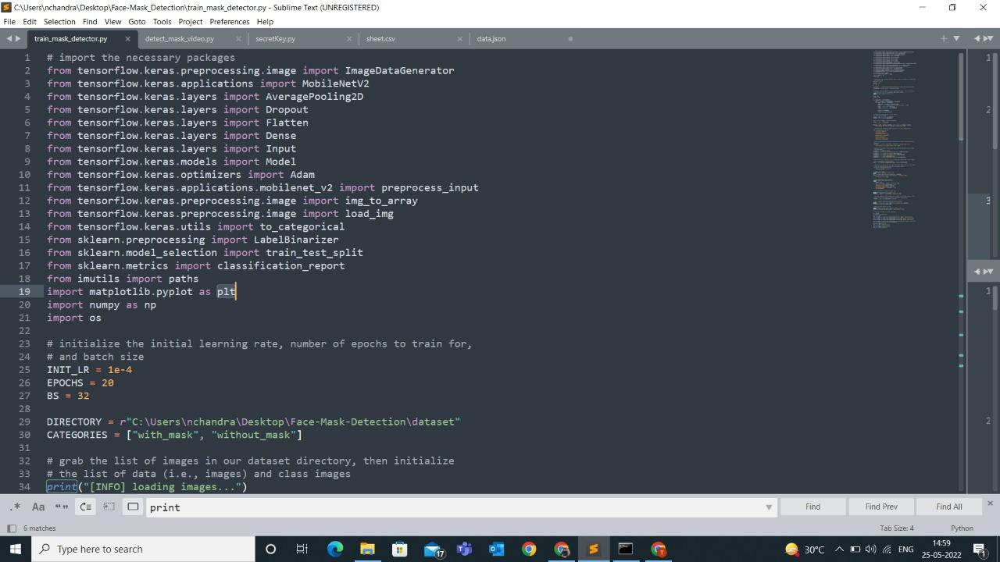 C:\Users\nchandra\Desktop\Face-Mask_Detection\train_mask_detector.py - Sublime Text (UNREGISTERED)
File Edit Selection Find View Goto Tools Project Preferences Help
train_mask_detector.py × detect_mask_video.py × secretKey.py × sheet.csv × data.json
1 # import the necessary packages
2 from tensorflow.keras.preprocessing.image import ImageDataGenerator
3 from tensorflow.keras.applications import MobileNetV2
4 from tensorflow.keras.layers import AveragePooling2D
5 from tensorflow.keras.layers import Dropout
6 from tensorflow.keras.layers import Flatten
7 from tensorflow.keras.layers import Dense
8 from tensorflow.keras.layers import Input
9 from tensorflow.keras.models import Model
10 from tensorflow.keras.optimizers import Adam
11 from tensorflow.keras.applications.mobilenet_v2 import preprocess_input
12 from tensorflow.keras.preprocessing.image import img_to_array
13 from tensorflow.keras.preprocessing.image import load_img
14 from tensorflow.keras.utils import to_categorical
15 from sklearn.preprocessing import LabelBinarizer
16 from sklearn.model_selection import train_test_split
17 from sklearn.metrics import classification_report
18 from imutils import paths
19 import matplotlib.pyplot as plt
20 import numpy as np
21 import os
22
23 # initialize the initial learning rate, number of epochs to train for,
24 # and batch size
25 INIT_LR = 1e-4
26 EPOCHS = 20
27 BS = 32
28
29 DIRECTORY = r"C:\Users\nchandra\Desktop\Face-Mask-Detection\dataset"
30 CATEGORIES = ["with_mask", "without_mask"]
31
32 # grab the list of images in our dataset directory, then initialize
33 # the list of data (i.e., images) and class images
34 print("[INFO] loading images...")
1
2
3
1
2
.* Aa “” print Find Find Prev Find All ×
6 matches Tab Size: 4 Python
Type here to search 17 30°C ENG 14:59 1
25-05-2022